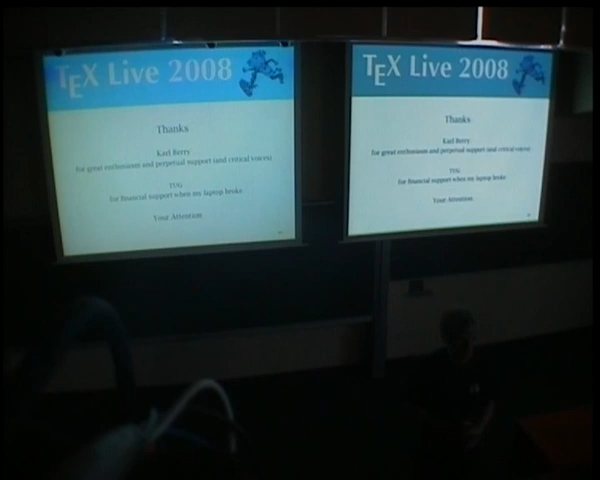 TEX Live 2008
Thanks
Karl Berry
for great enthusiasm and perpetual support (and critical voices)
TUG
for financial support when my laptop broke
Your Attention
TEX Live 2008
Thanks
Karl Berry
for great enthusiasm and perpetual support (and critical voices)
TUG
for financial support when my laptop broke
Your Attention